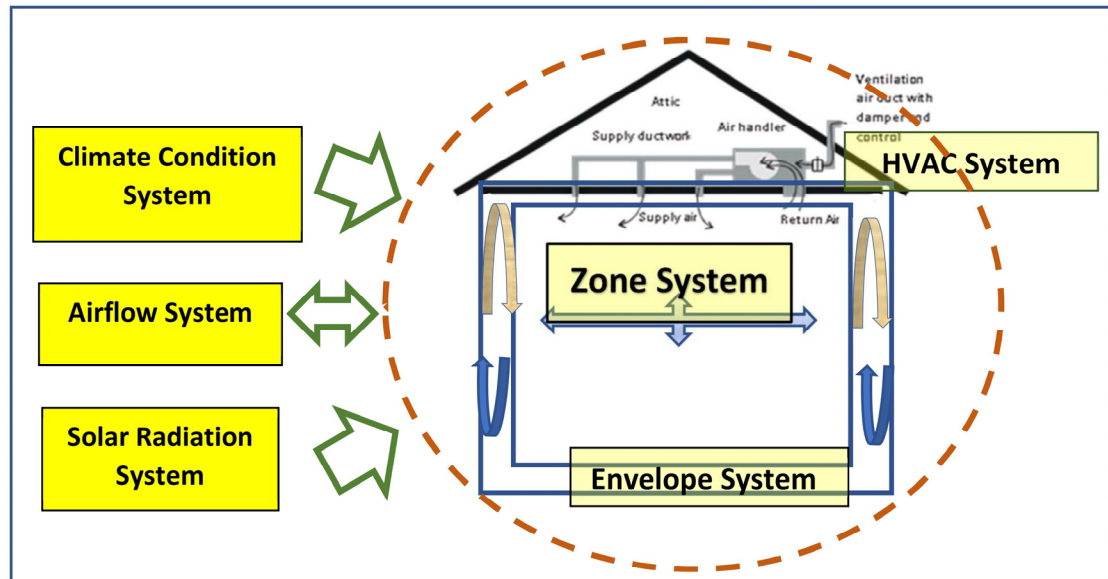 Climate Condition
System
Airflow System
Solar Radiation
System
Attic
Supply ductwork
Air handler
Ventilation
air duct with
damper and
control
HVAC System
Supply air
Return Air
Zone System
Envelope System